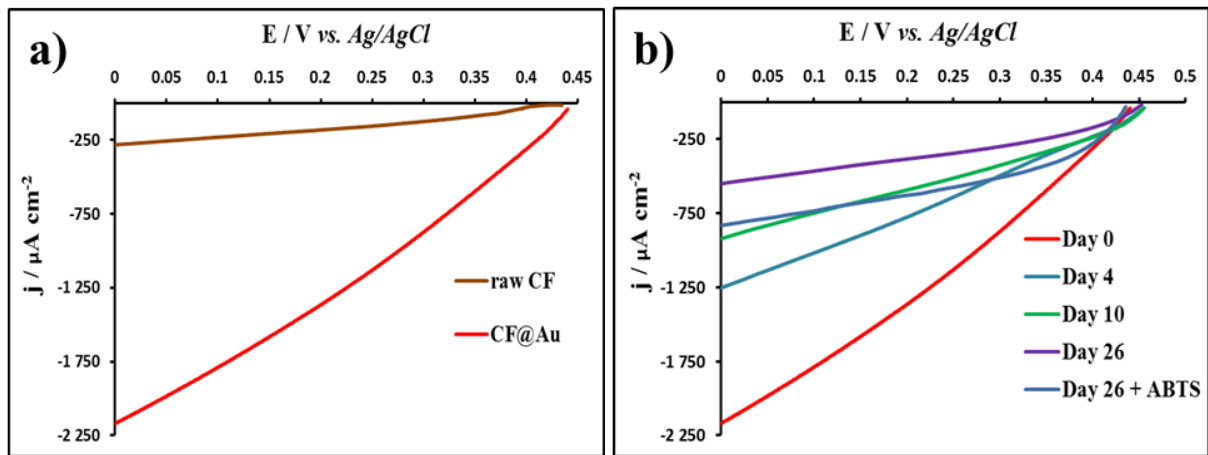 a)
E / V vs. Ag/AgCl
0 0.05 0.1 0.15 0.2 0.25 0.3 0.35 0.4 0.45
-250
-750
-1 250
-1 750
-2 250
j / µA cm⁻²
raw CF
CF@Au
b)
E / V vs. Ag/AgCl
0 0.05 0.1 0.15 0.2 0.25 0.3 0.35 0.4 0.45 0.5
-250
-750
-1 250
-1 750
-2 250
j / µA cm⁻²
Day 0
Day 4
Day 10
Day 26
Day 26 + ABTS